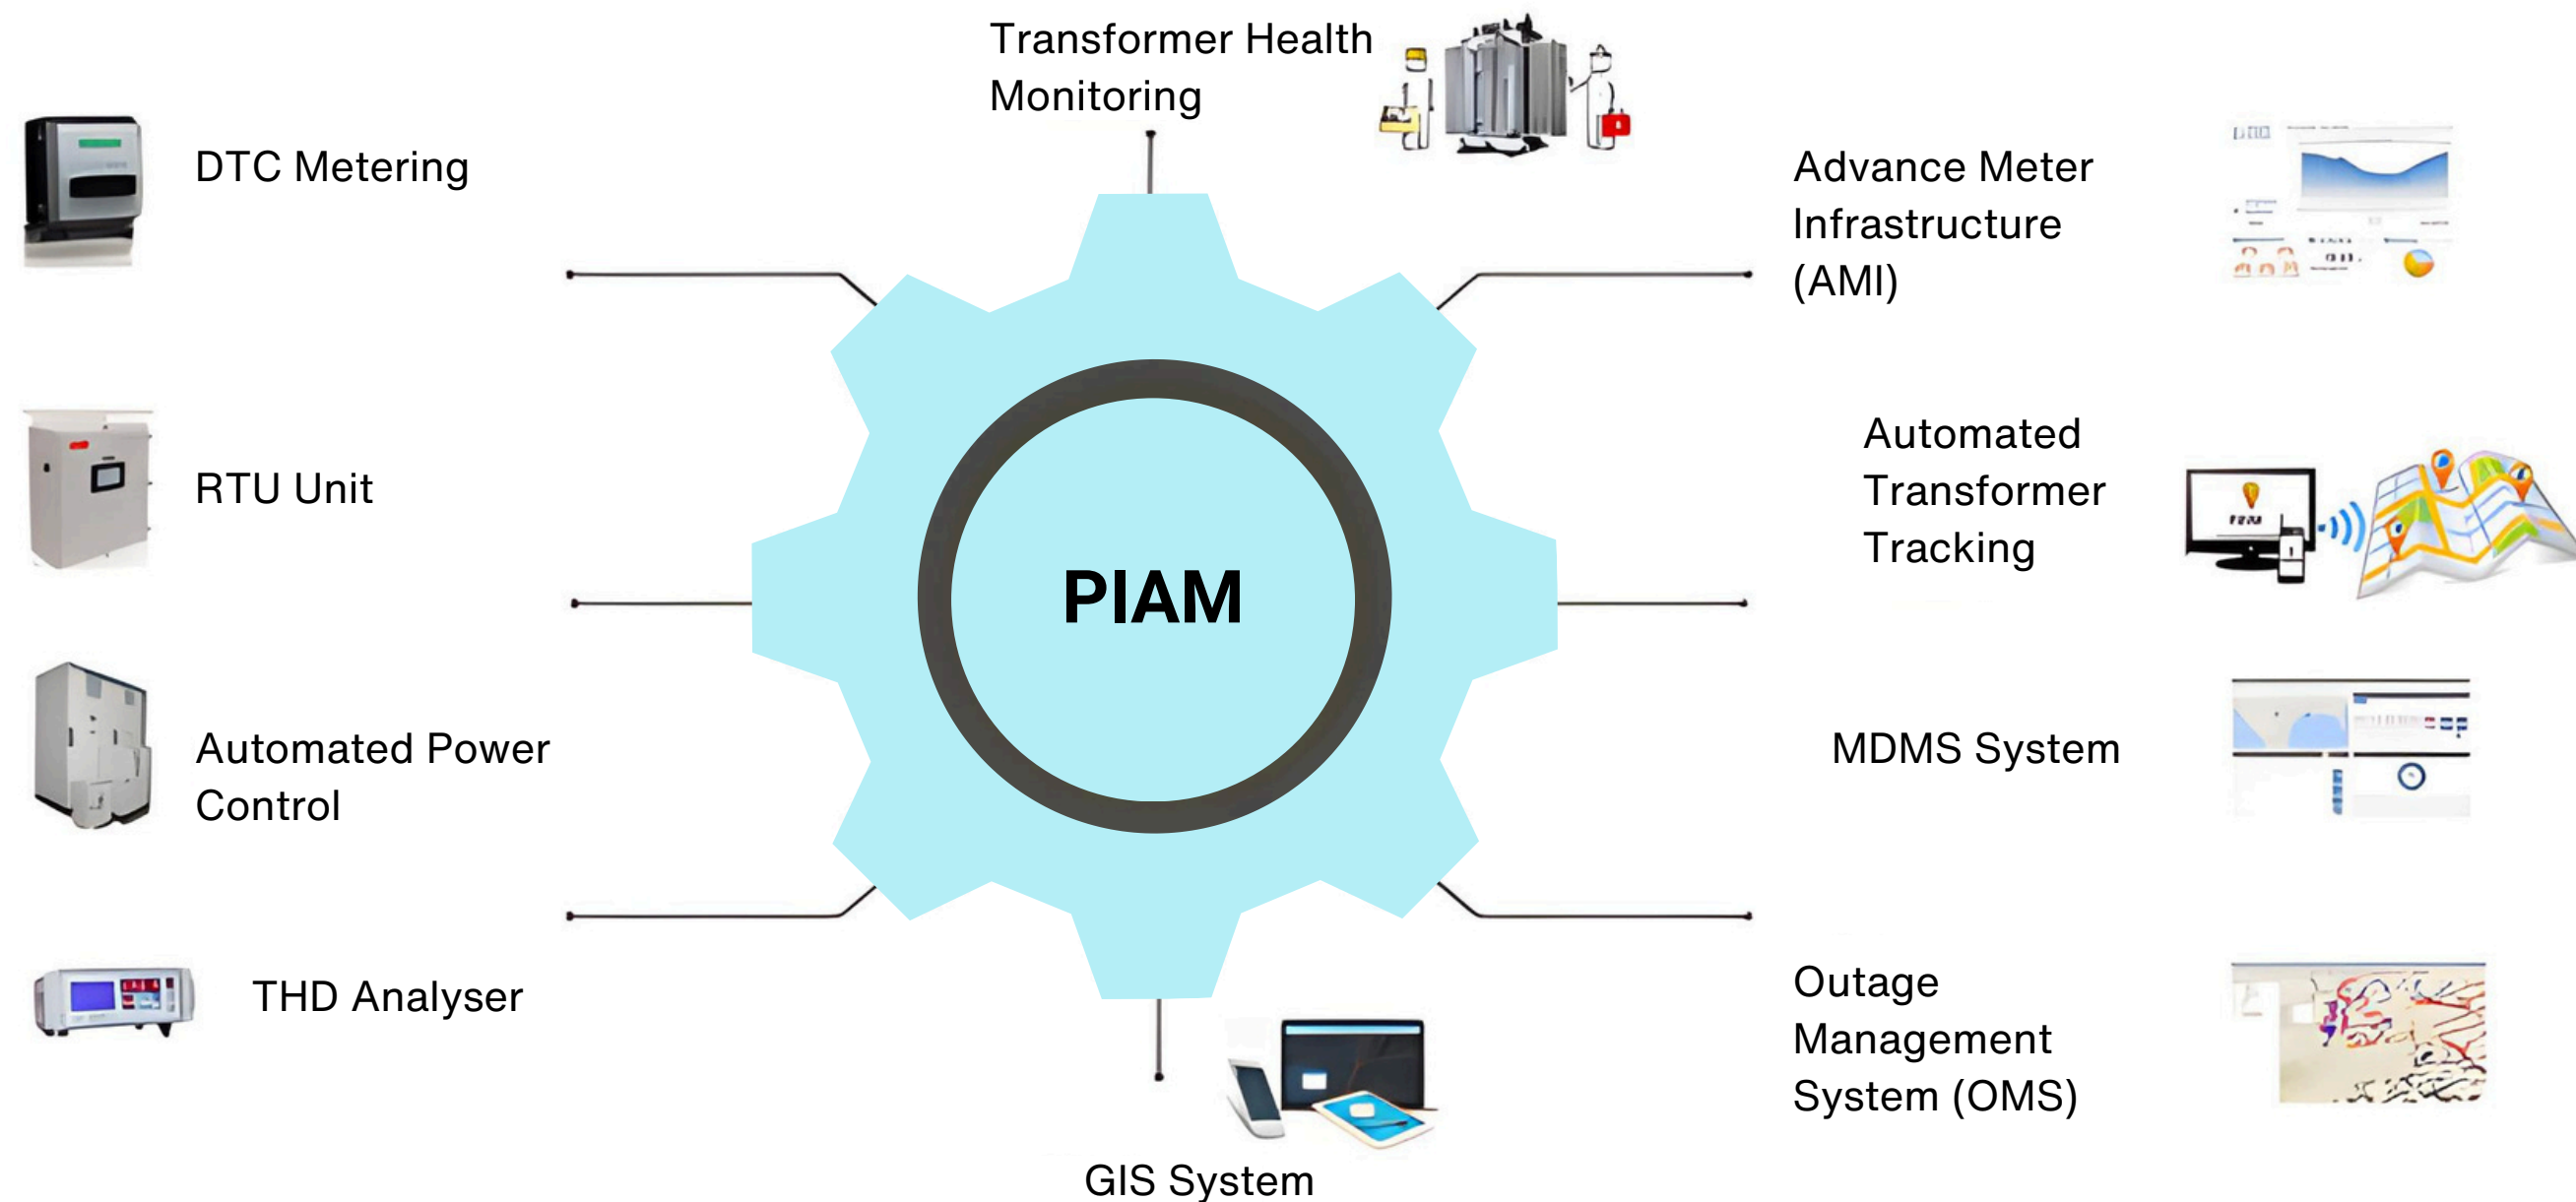 Transformer Health
Monitoring
DTC Metering
Advance Meter
Infrastructure
(AMI)
RTU Unit
Automated
Transformer
Tracking
PIAM
Automated Power
Control
MDMS System
THD Analyser
Outage
Management
System (OMS)
GIS System